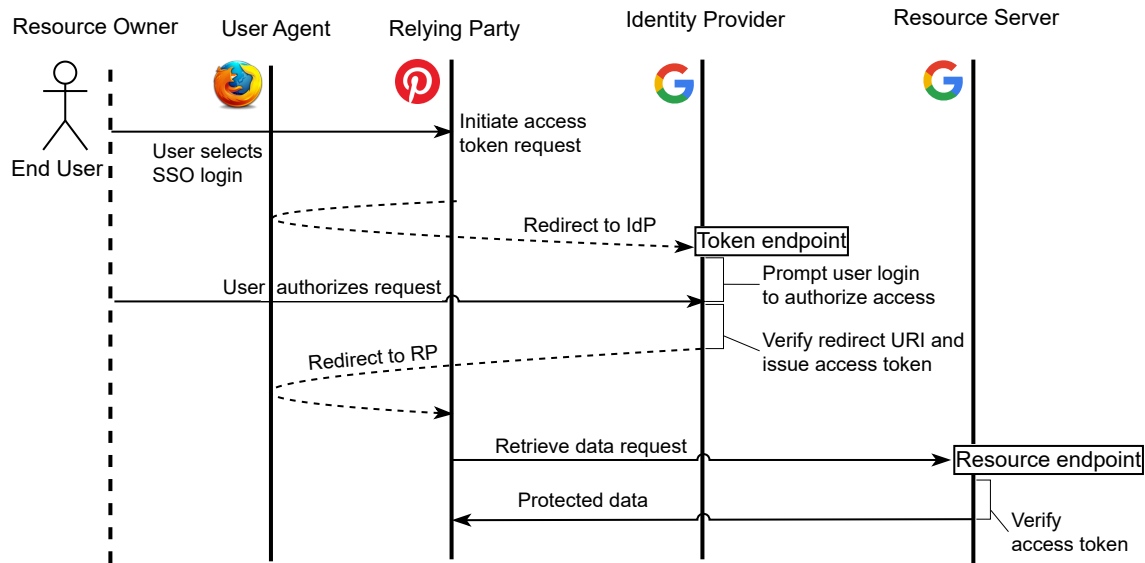 Resource Owner
User Agent
Relying Party
Identity Provider
Resource Server
End User
User selects
SSO login
Initiate access
token request
Redirect to IdP
Token endpoint
Prompt user login
to authorize access
User authorizes request
Verify redirect URI and
issue access token
Redirect to RP
Retrieve data request
Resource endpoint
Protected data
Verify
access token